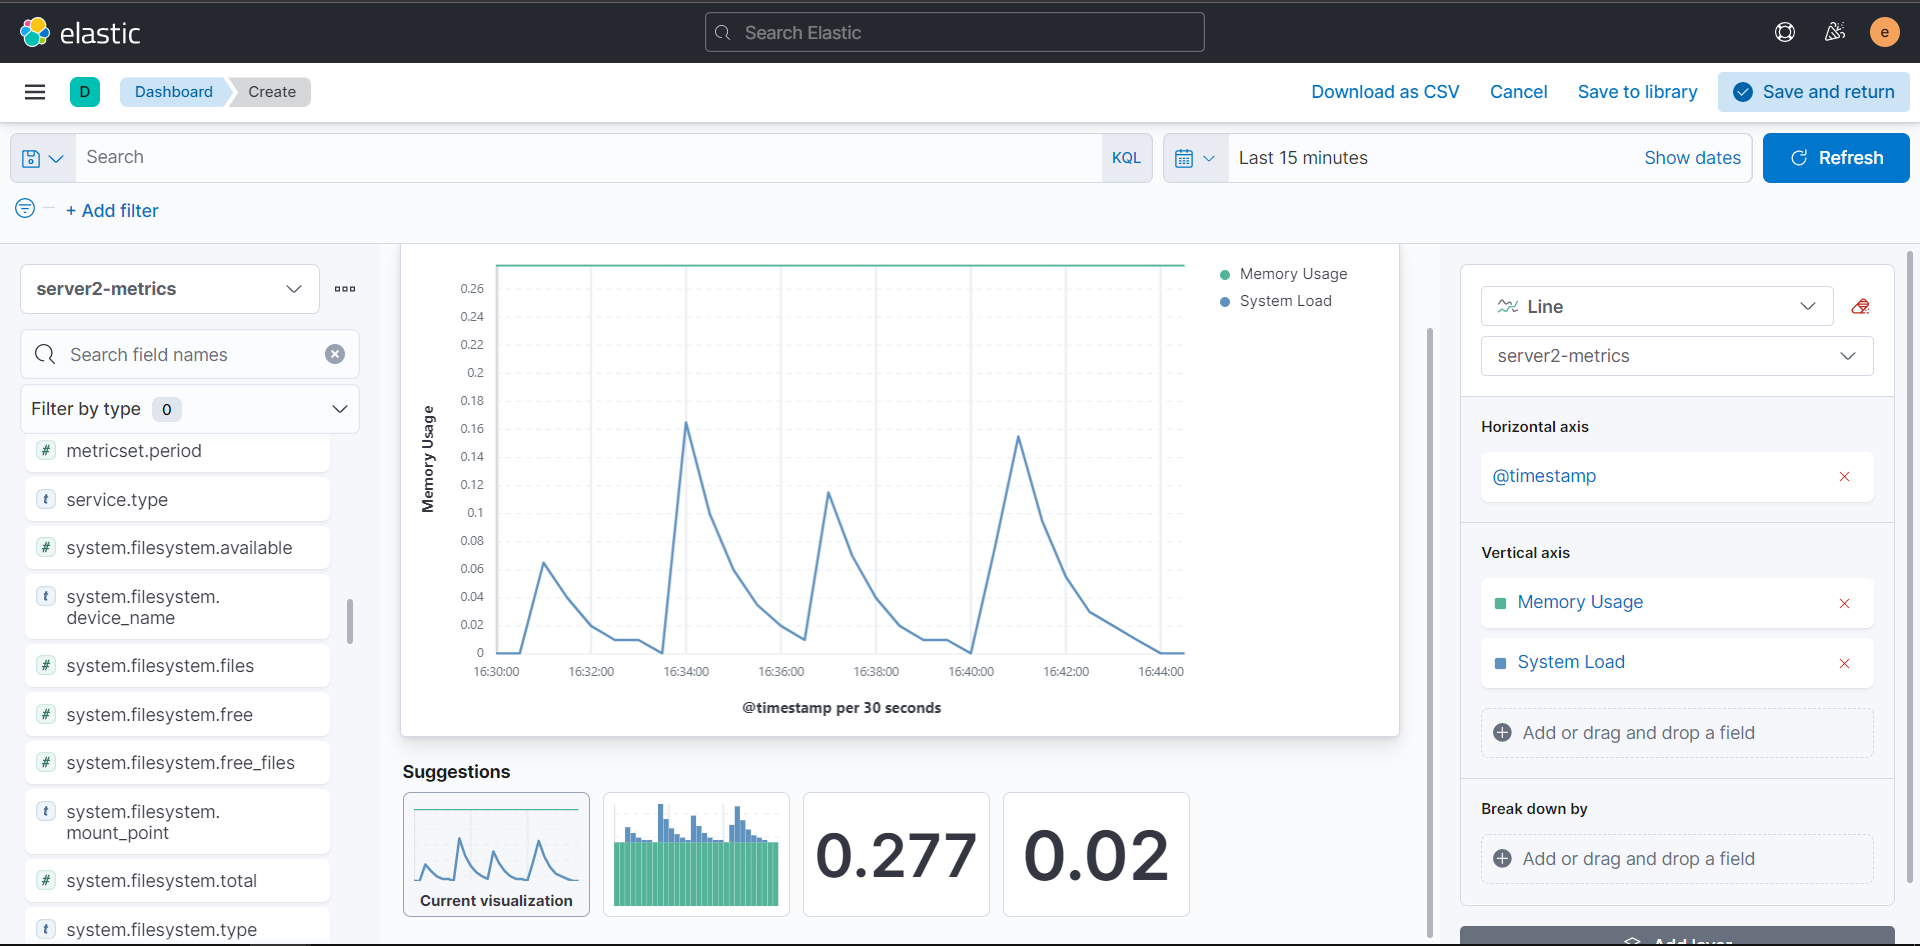 elastic
Search Elastic
e
D
Dashboard
Create
Download as CSV
Cancel
Save to library
Save and return
Search
KQL
Last 15 minutes
Show dates
Refresh
+ Add filter
server2-metrics
Search field names
Filter by type 0
# metricset.period
t service.type
# system.filesystem.available
t system.filesystem.
device_name
# system.filesystem.files
# system.filesystem.free
# system.filesystem.free_files
t system.filesystem.
mount_point
# system.filesystem.total
t system.filesystem.type
Memory Usage
0.26
0.24
0.22
0.2
0.18
0.16
0.14
0.12
0.1
0.08
0.06
0.04
0.02
0
16:30:00 16:32:00 16:34:00 16:36:00 16:38:00 16:40:00 16:42:00 16:44:00
@timestamp per 30 seconds
Memory Usage
System Load
Suggestions
Current visualization
0.277
0.02
Line
server2-metrics
Horizontal axis
@timestamp
Vertical axis
Memory Usage
System Load
Add or drag and drop a field
Break down by
Add or drag and drop a field
Add layer